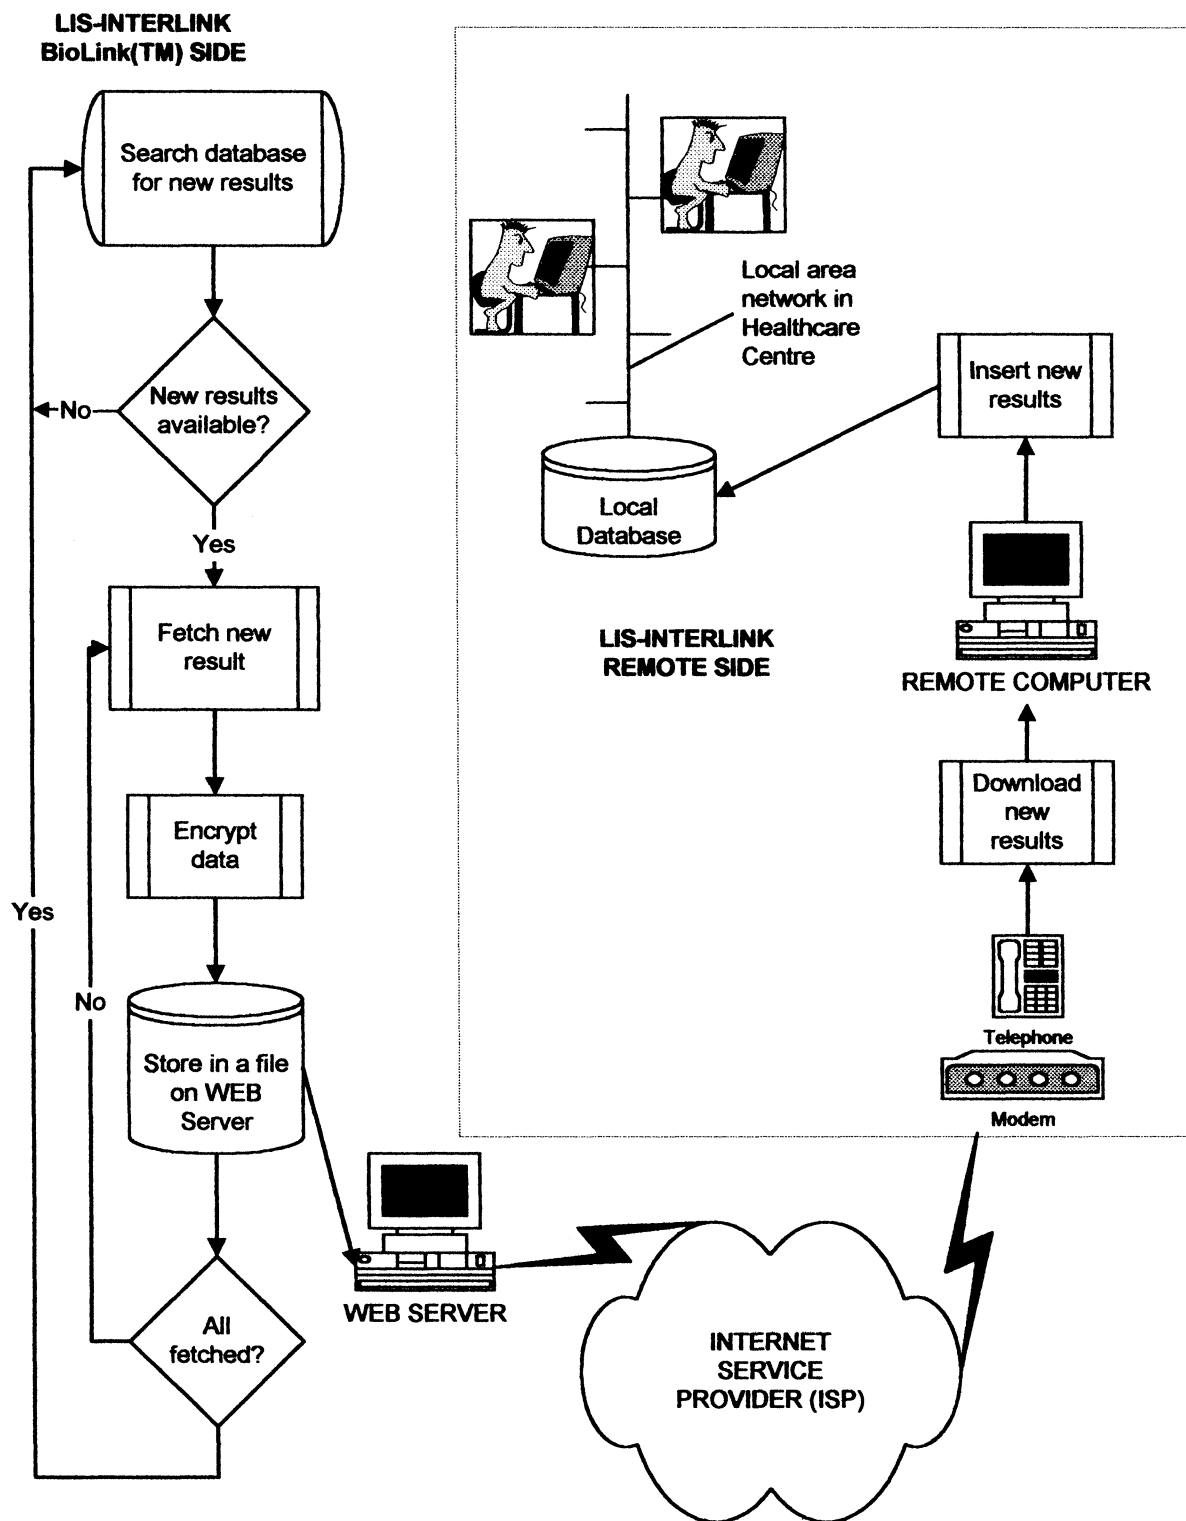 LIS-INTERLINK
BioLink(TM) SIDE
Search database
for new results
New results
available?
No
Yes
Fetch new
result
Encrypt
data
Yes
No
Store in a file
on WEB
Server
All
fetched?
WEB SERVER
INTERNET
SERVICE
PROVIDER (ISP)
Local area
network in
Healthcare
Centre
Insert new
results
Local
Database
LIS-INTERLINK
REMOTE SIDE
REMOTE COMPUTER
Download
new
results
Telephone
Modem